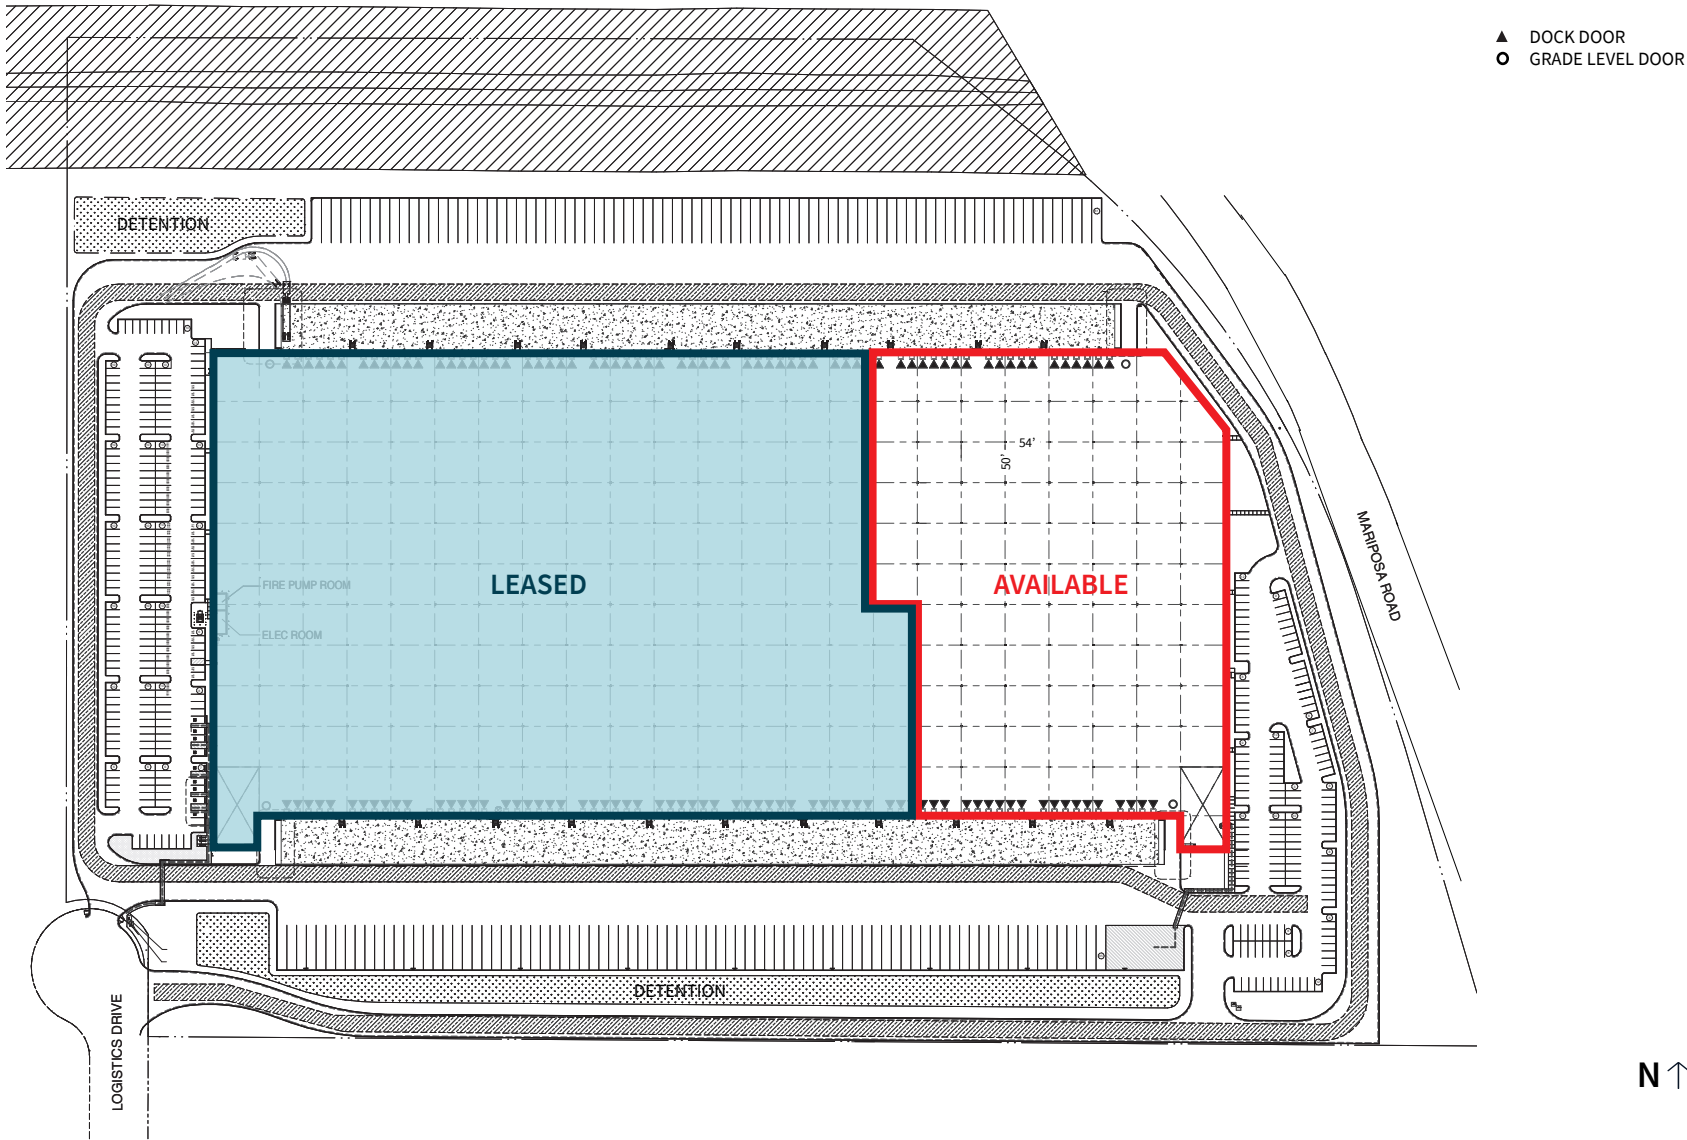 DOCK DOOR
GRADE LEVEL DOOR
DETENTION
54'
50'
MARIPOSA ROAD
FIRE PUMP ROOM
LEASED
AVAILABLE
ELEC ROOM
DETENTION
LOGISTICS DRIVE
N